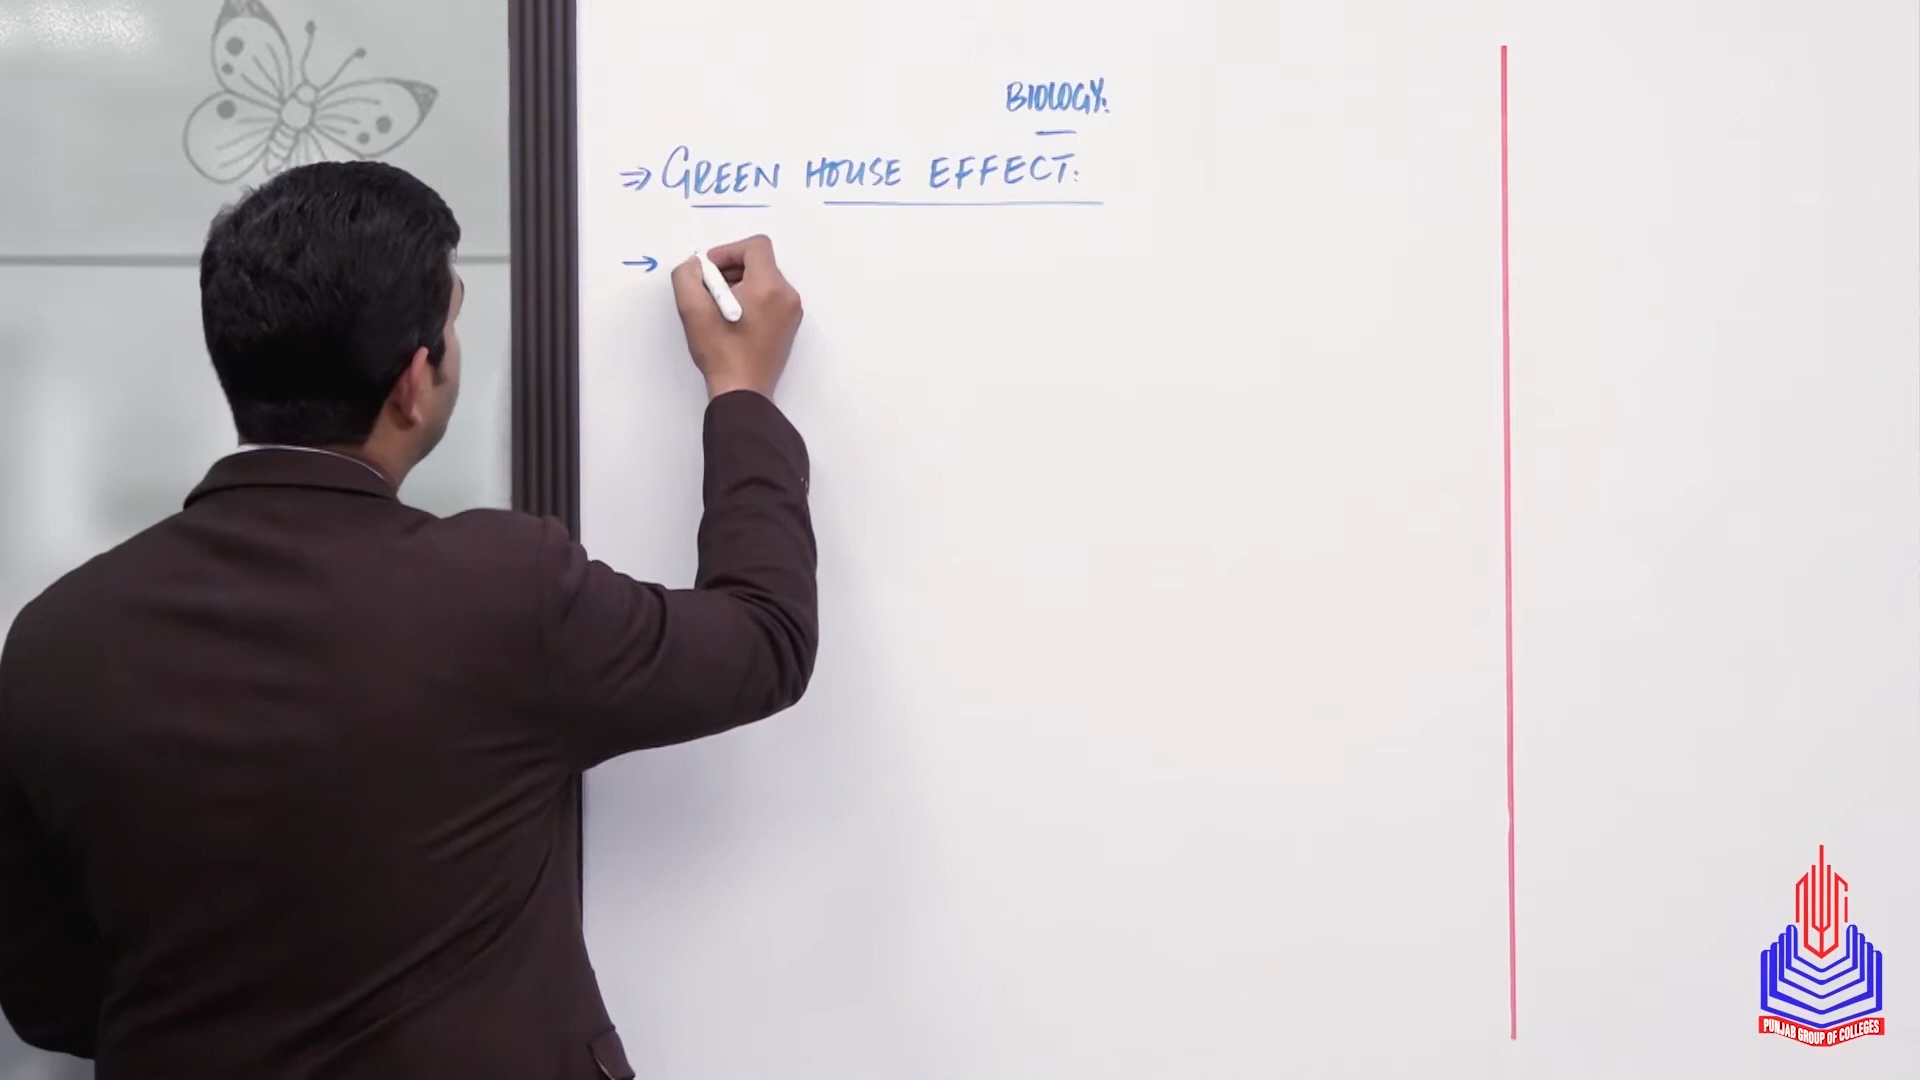 BIOLOGY.
⇒ GREEN HOUSE EFFECT.
→
PUNJAB GROUP OF COLLEGES